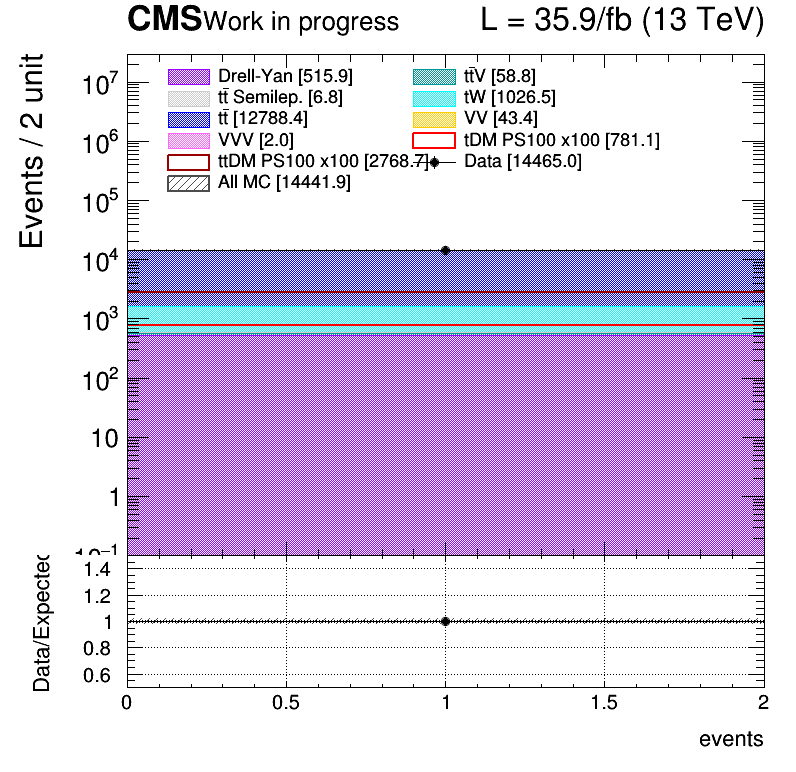 CMS Work in progress L = 35.9/fb (13 TeV)
Events / 2 unit
Drell-Yan [515.9] tt̄V [58.8]
tt̄ Semilep. [6.8] tW [1026.5]
tt̄ [12788.4] VV [43.4]
VVV [2.0] tDM PS100 x100 [781.1]
ttDM PS100 x100 [2768.7] Data [14465.0]
All MC [14441.9]
10⁷
10⁶
10⁵
10⁴
10³
10²
10
1
10⁻¹
Data/Expected
1.4
1.2
1
0.8
0.6
0 0.5 1 1.5 2
events